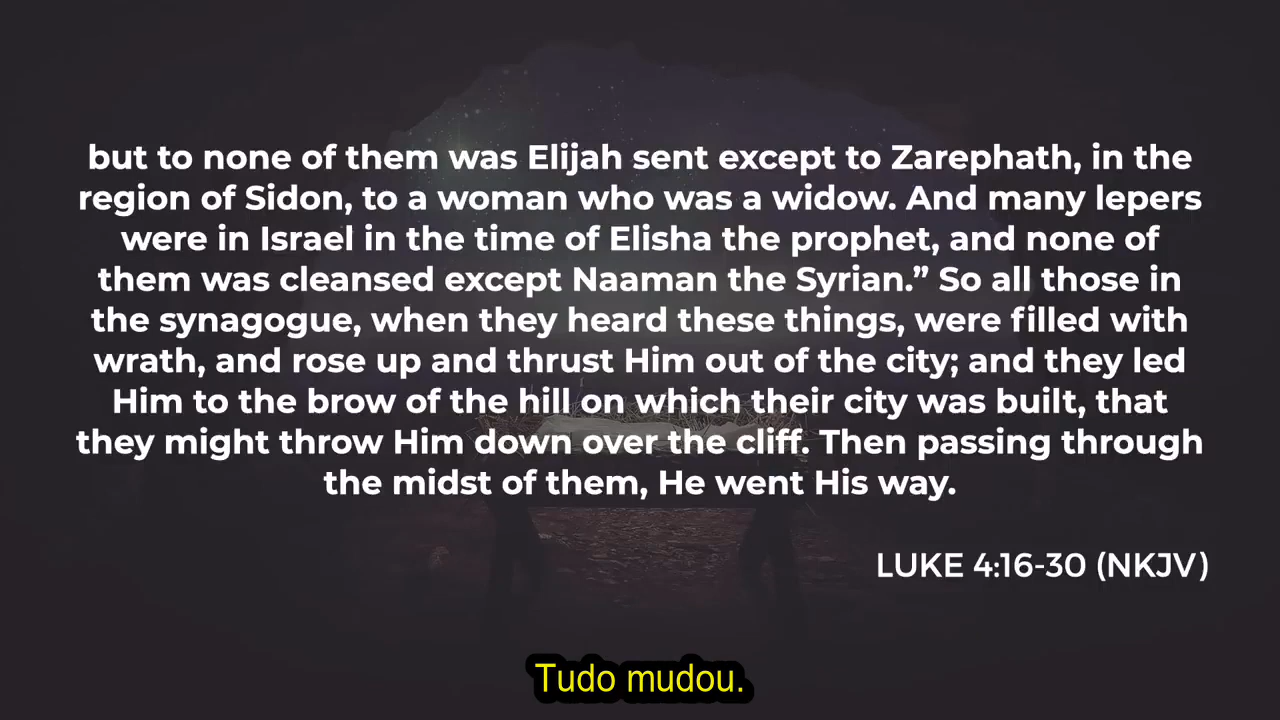 but to none of them was Elijah sent except to Zarephath, in the
region of Sidon, to a woman who was a widow. And many lepers
were in Israel in the time of Elisha the prophet, and none of
them was cleansed except Naaman the Syrian.” So all those in
the synagogue, when they heard these things, were filled with
wrath, and rose up and thrust Him out of the city; and they led
Him to the brow of the hill on which their city was built, that
they might throw Him down over the cliff. Then passing through
the midst of them, He went His way.
LUKE 4:16-30 (NKJV)
Tudo mudou.